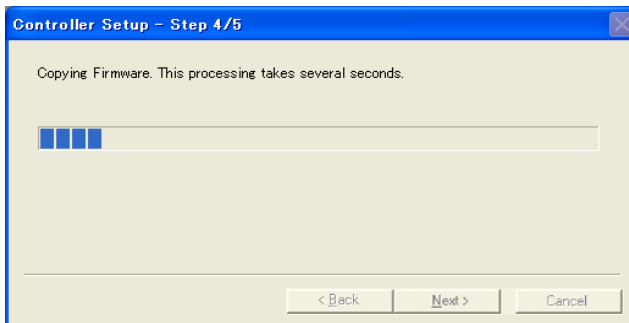 Controller Setup - Step 4/5
Copying Firmware. This processing takes several seconds.
< Back
Next >
Cancel